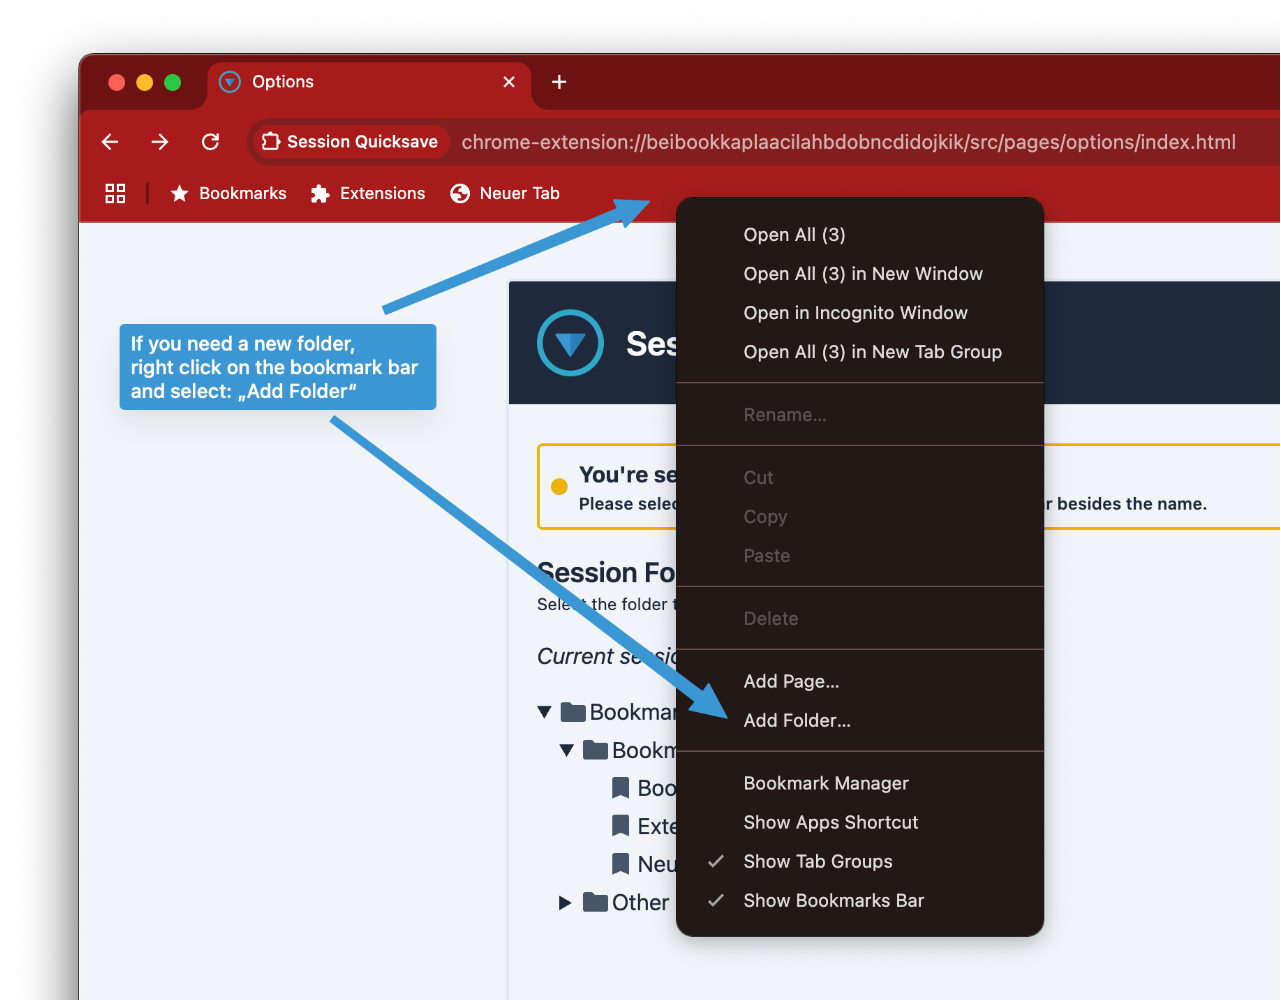 Options
Session Quicksave
chrome-extension://beibookkaplaacilahbdobncdidojkik/src/pages/options/index.html
Bookmarks
Extensions
Neuer Tab
If you need a new folder,
right click on the bookmark bar
and select: „Add Folder“
Open All (3)
Open All (3) in New Window
Open in Incognito Window
Open All (3) in New Tab Group
Rename...
Cut
Copy
Paste
Delete
Add Page...
Add Folder...
Bookmark Manager
Show Apps Shortcut
Show Tab Groups
Show Bookmarks Bar
Ses
You're se
Please selec r besides the name.
Session Fo
Select the folder t
Current sessio
Bookmar
Bookm
Boo
Exte
Neu
Other